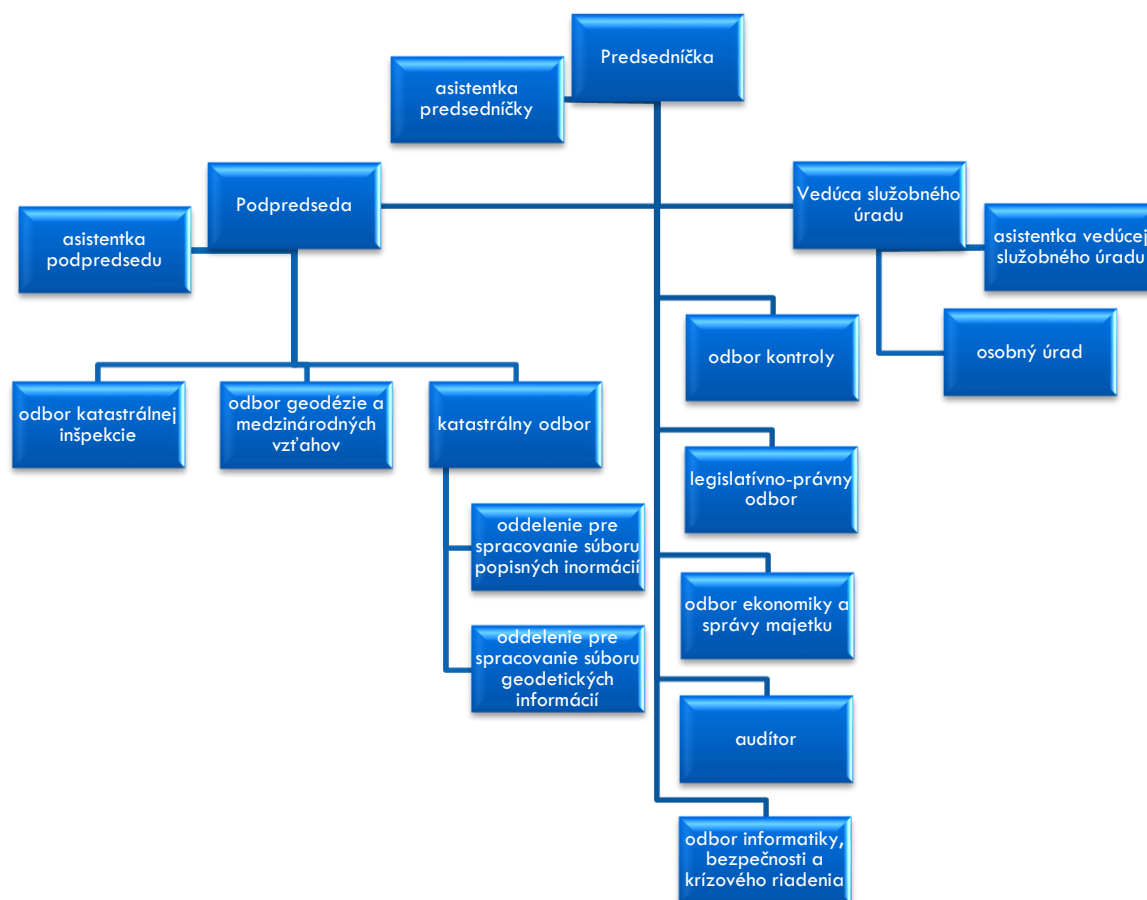 Predsedníčka
asistentka
predsedníčky
Podpredseda
Vedúca služobného
úradu
asistentka
podpredsedu
asistentka vedúcej
služobného úradu
odbor kontroly
osobný úrad
odbor katastrálnej
inšpekcie
odbor geodézie a
medzinárodných
vzťahov
katastrálny odbor
legislatívno-právny
odbor
oddelenie pre
spracovanie súboru
popisných inormácií
odbor ekonomiky a
správy majetku
oddelenie pre
spracovanie súboru
geodetických
informácií
audítor
odbor informatiky,
bezpečnosti a
krízového riadenia